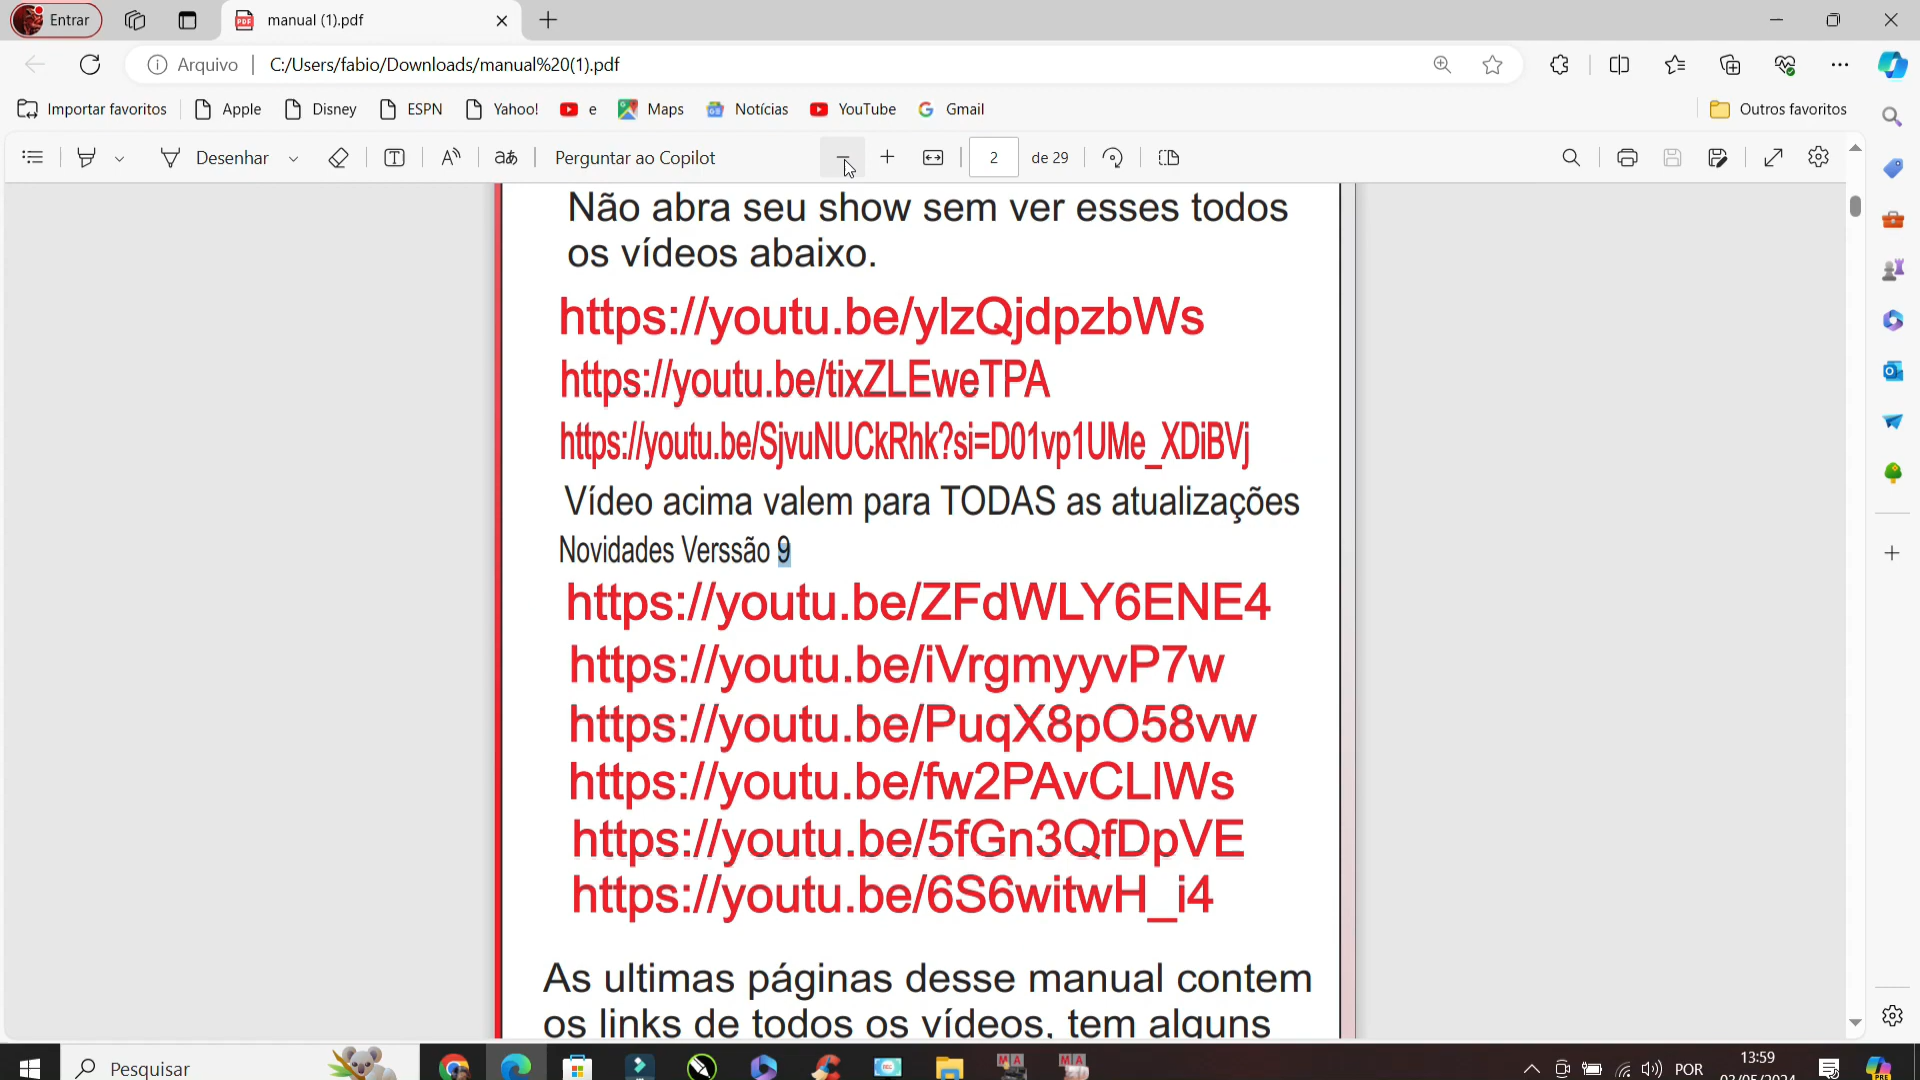 Entrar
manual (1).pdf
Arquivo
C:/Users/fabio/Downloads/manual%20(1).pdf
Importar favoritos
Apple
Disney
ESPN
Yahoo!
e
Maps
Notícias
YouTube
Gmail
Outros favoritos
Desenhar
Perguntar ao Copilot
2
de 29
Não abra seu show sem ver esses todos
os vídeos abaixo.
https://youtu.be/ylzQjdpzbWs
https://youtu.be/tixZLEweTPA
https://youtu.be/SjvuNUCkRhk?si=D01vp1UMe_XDiBVj
Vídeo acima valem para TODAS as atualizações
Novidades Verssão 9
https://youtu.be/ZFdWLY6ENE4
https://youtu.be/iVrgmyyvP7w
https://youtu.be/PuqX8pO58vw
https://youtu.be/fw2PAvCLlWs
https://youtu.be/5fGn3QfDpVE
https://youtu.be/6S6witwH_i4
As ultimas páginas desse manual contem
os links de todos os vídeos, tem alguns
Pesquisar
POR
13:59